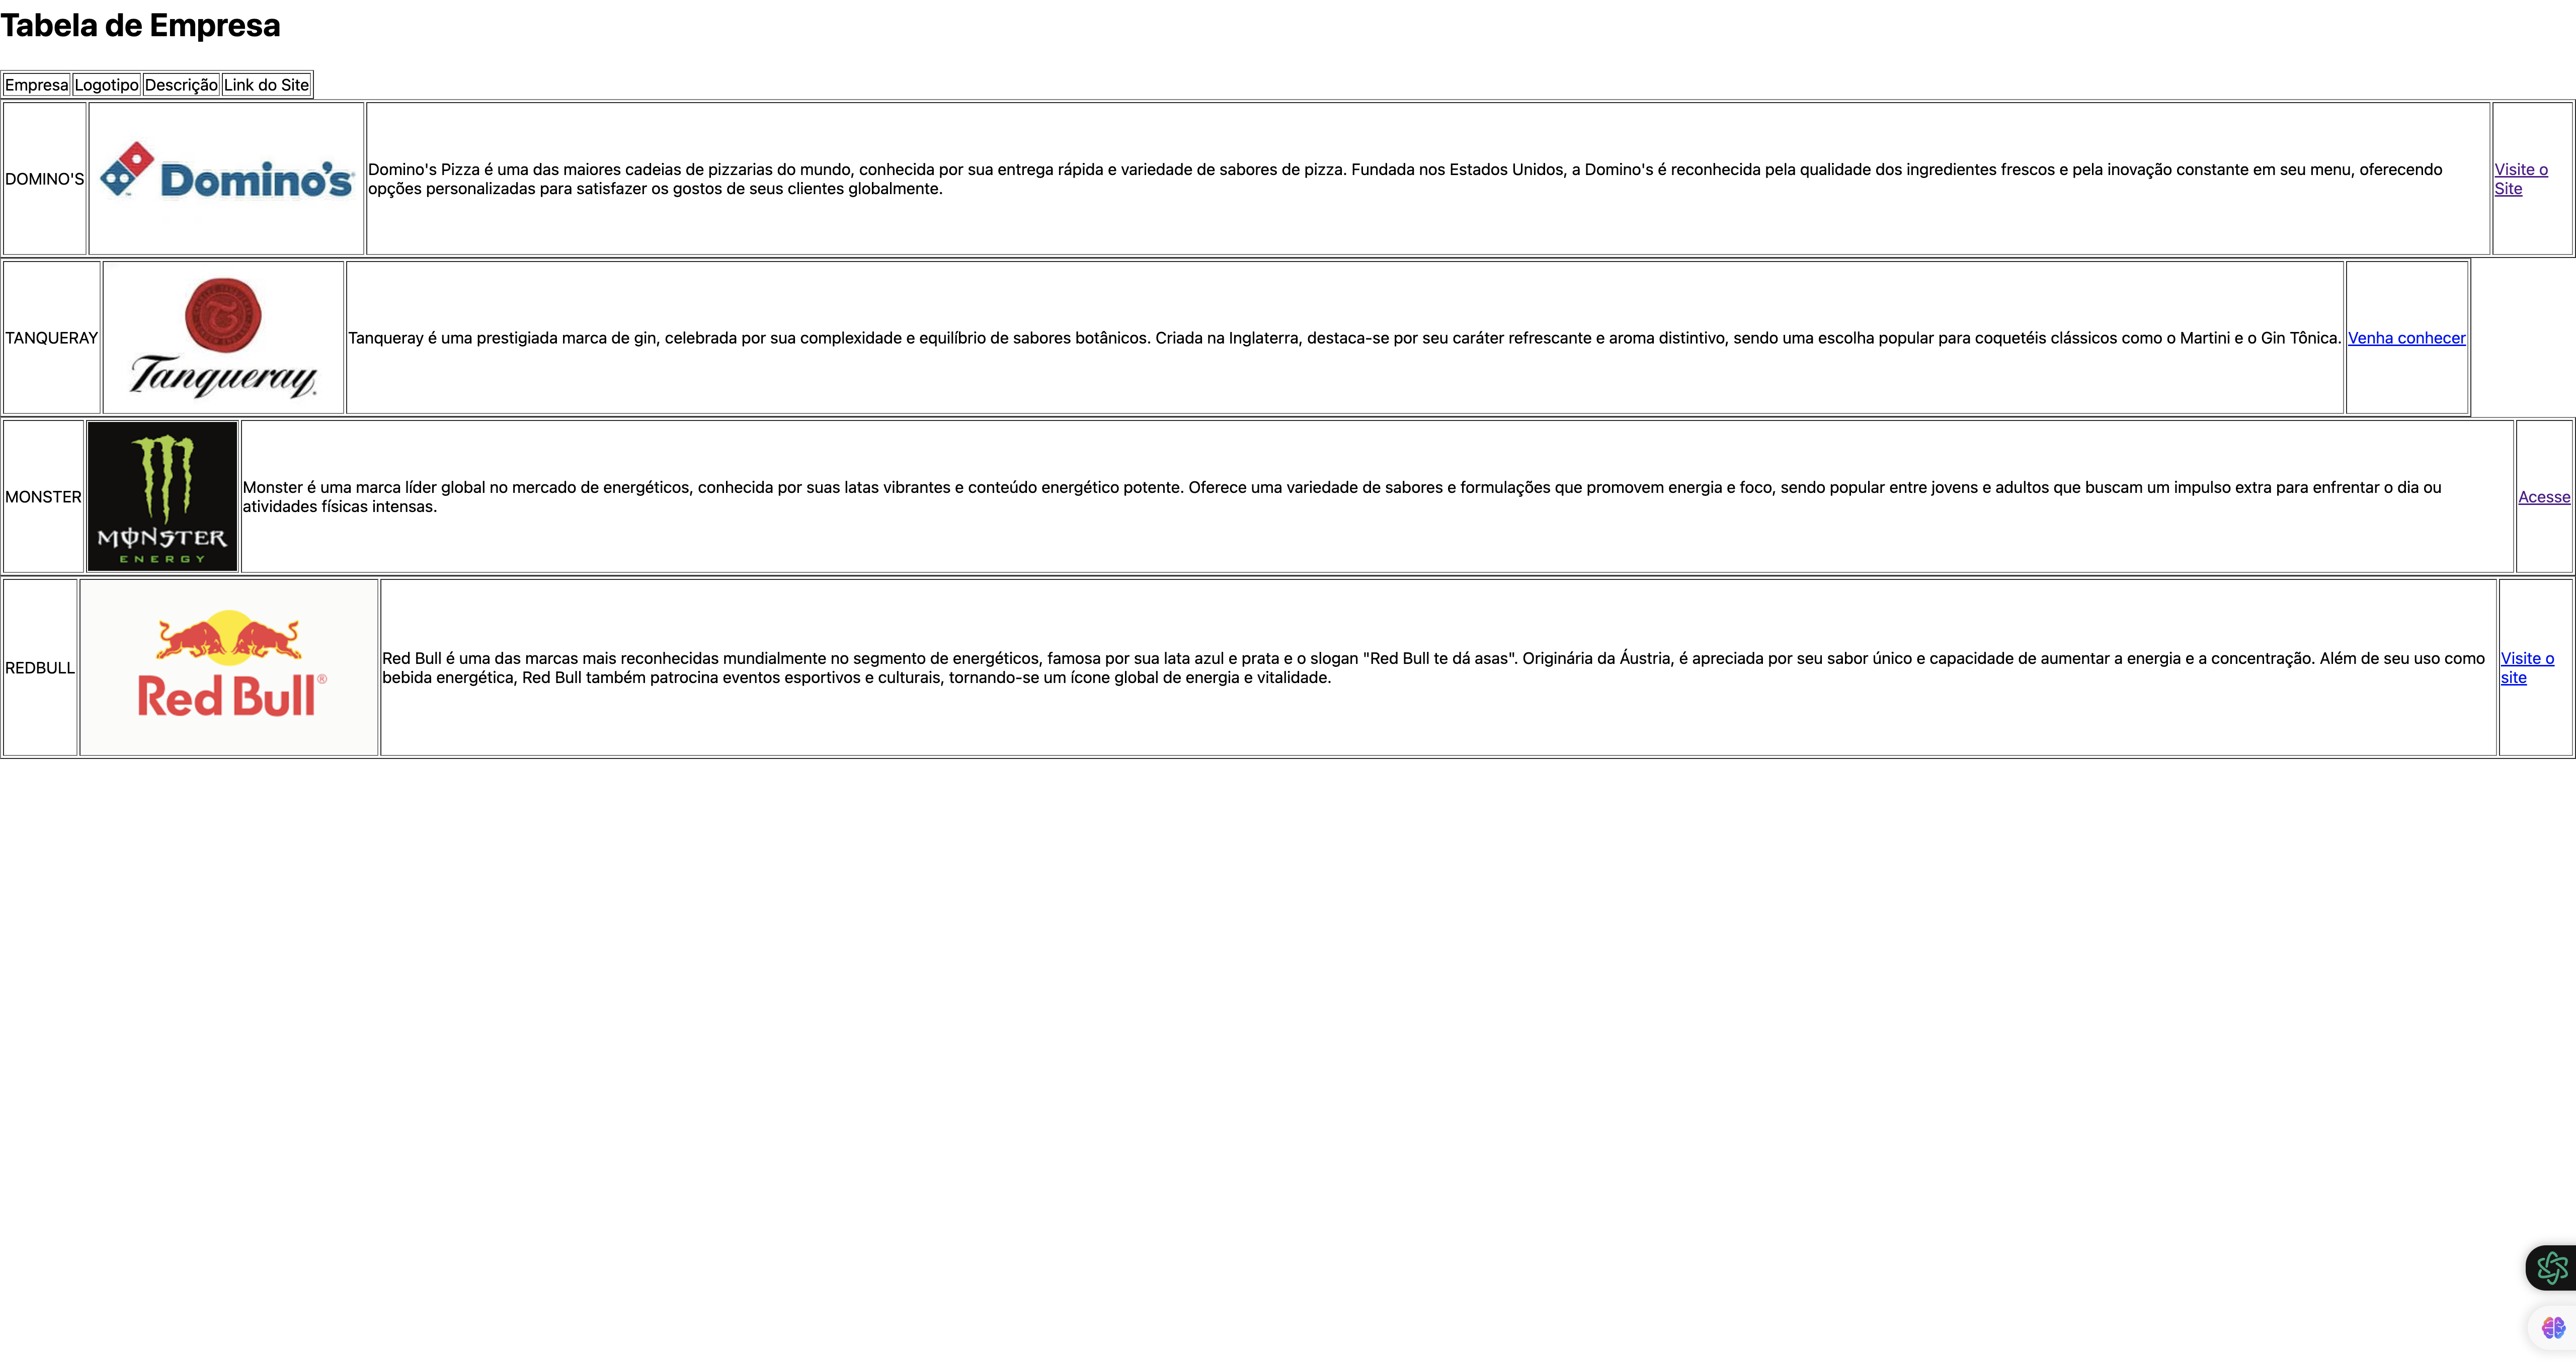 Tabela de Empresa
Empresa Logotipo Descrição Link do Site
DOMINO'S
Domino's
Domino's Pizza é uma das maiores cadeias de pizzarias do mundo, conhecida por sua entrega rápida e variedade de sabores de pizza. Fundada nos Estados Unidos, a Domino's é reconhecida pela qualidade dos ingredientes frescos e pela inovação constante em seu menu, oferecendo
opções personalizadas para satisfazer os gostos de seus clientes globalmente.
Visite o
Site
TANQUERAY
Tanqueray
Tanqueray é uma prestigiada marca de gin, celebrada por sua complexidade e equilíbrio de sabores botânicos. Criada na Inglaterra, destaca-se por seu caráter refrescante e aroma distintivo, sendo uma escolha popular para coquetéis clássicos como o Martini e o Gin Tônica.
Venha conhecer
MONSTER
MONSTER
ENERGY
Monster é uma marca líder global no mercado de energéticos, conhecida por suas latas vibrantes e conteúdo energético potente. Oferece uma variedade de sabores e formulações que promovem energia e foco, sendo popular entre jovens e adultos que buscam um impulso extra para enfrentar o dia ou
atividades físicas intensas.
Acesse
REDBULL
Red Bull®
Red Bull é uma das marcas mais reconhecidas mundialmente no segmento de energéticos, famosa por sua lata azul e prata e o slogan "Red Bull te dá asas". Originária da Áustria, é apreciada por seu sabor único e capacidade de aumentar a energia e a concentração. Além de seu uso como
bebida energética, Red Bull também patrocina eventos esportivos e culturais, tornando-se um ícone global de energia e vitalidade.
Visite o
site